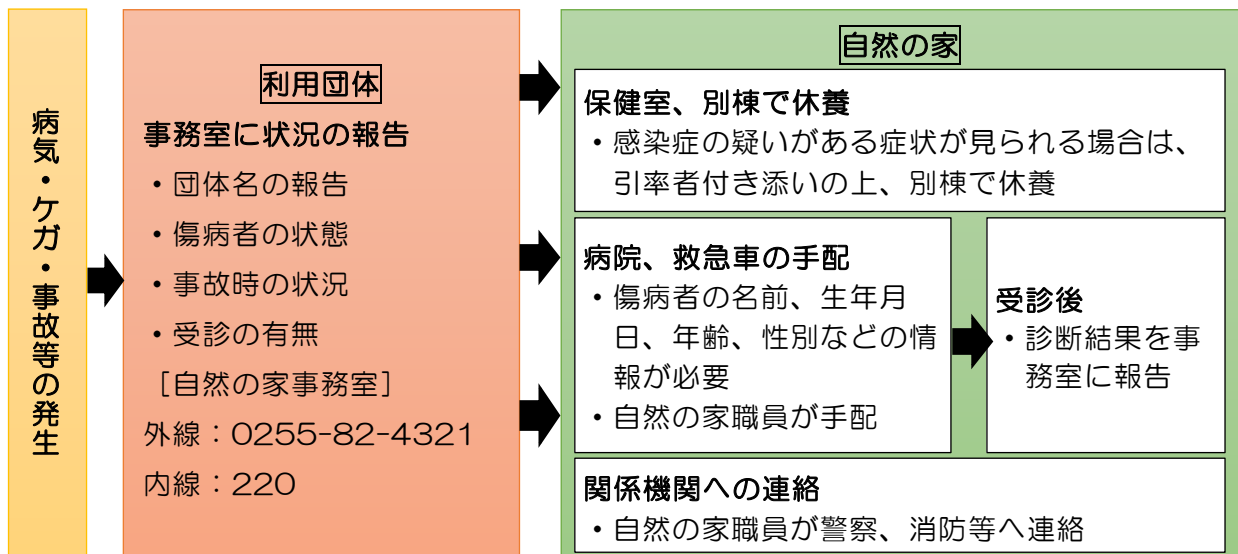 病気・ケガ・事故等の発生
利用団体
事務室に状況の報告
・団体名の報告
・傷病者の状態
・事故時の状況
・受診の有無
［自然の家事務室］
外線：0255-82-4321
内線：220
自然の家
保健室、別棟で休養
・感染症の疑いがある症状が見られる場合は、
引率者付き添いの上、別棟で休養
病院、救急車の手配
・傷病者の名前、生年月
日、年齢、性別などの情
報が必要
・自然の家職員が手配
受診後
・診断結果を事
務室に報告
関係機関への連絡
・自然の家職員が警察、消防等へ連絡